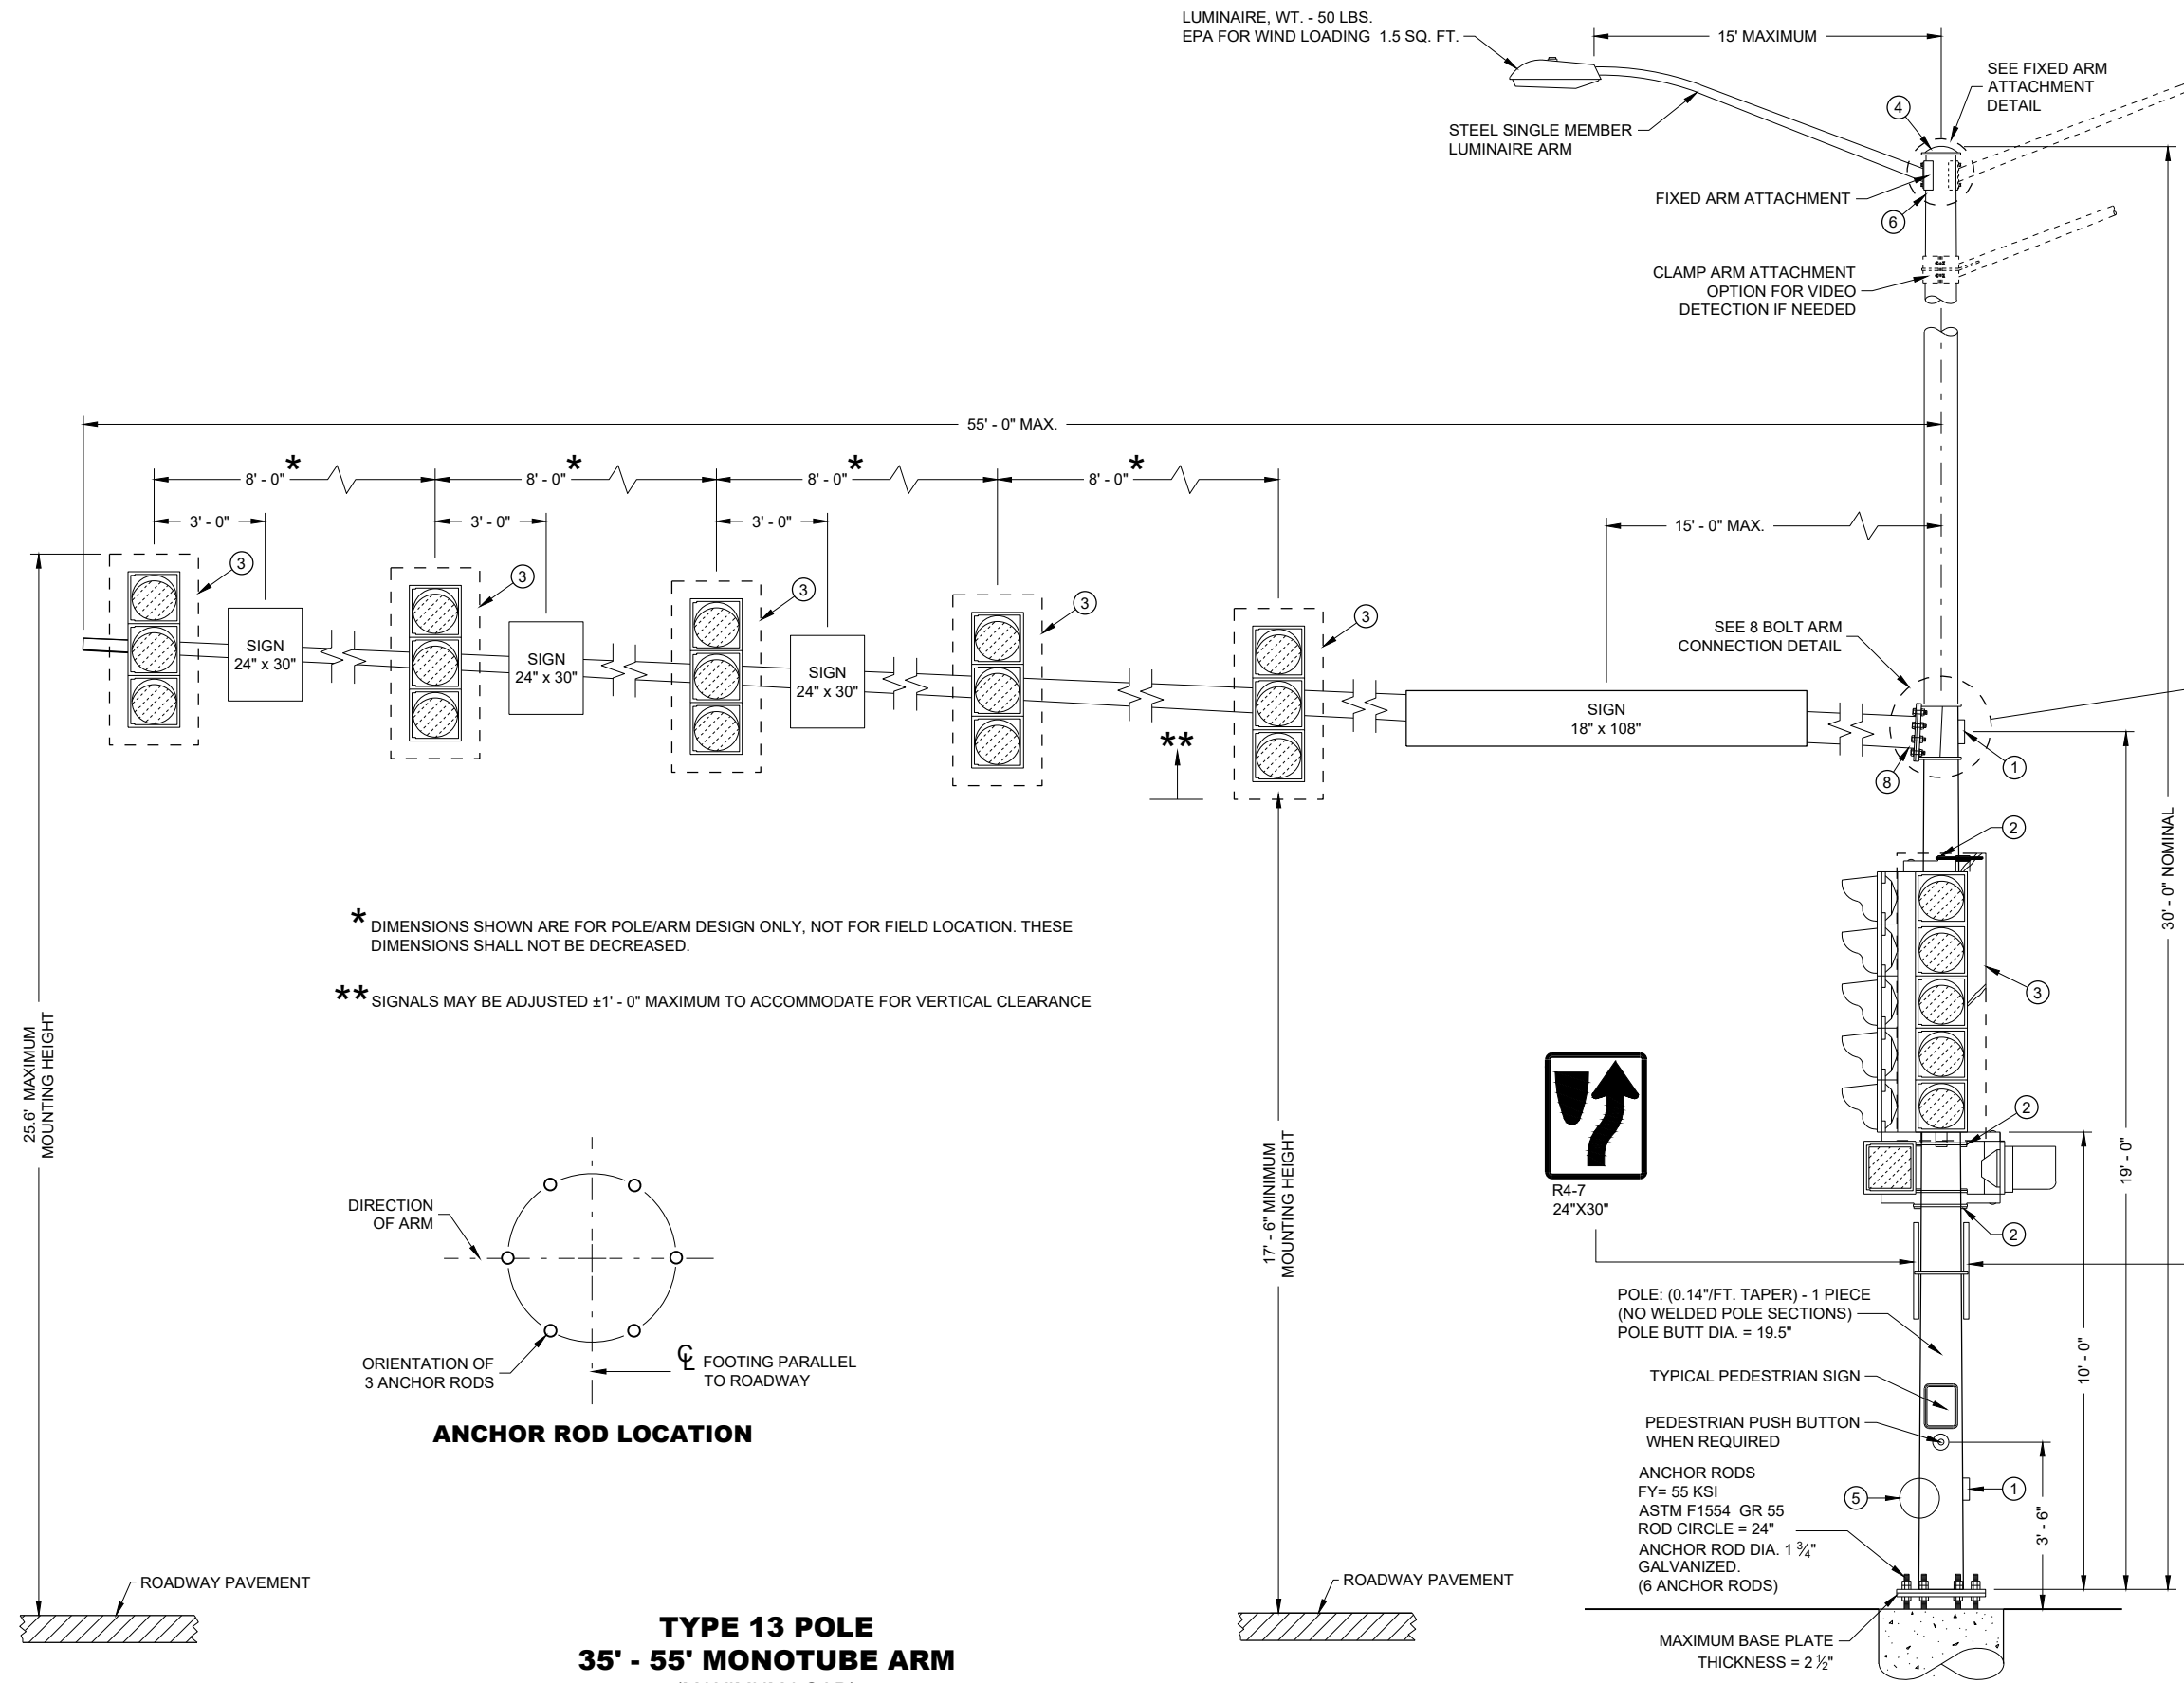 LUMINAIRE, WT. - 50 LBS.
EPA FOR WIND LOADING 1.5 SQ. FT.
15' MAXIMUM
SEE FIXED ARM
ATTACHMENT
DETAIL
4
STEEL SINGLE MEMBER
LUMINAIRE ARM
FIXED ARM ATTACHMENT
6
CLAMP ARM ATTACHMENT
OPTION FOR VIDEO
DETECTION IF NEEDED
55' - 0" MAX.
8' - 0" *
8' - 0" *
8' - 0" *
8' - 0" *
3' - 0"
3' - 0"
3' - 0"
15' - 0" MAX.
3
3
3
3
3
SIGN
24" x 30"
SIGN
24" x 30"
SIGN
24" x 30"
SEE 8 BOLT ARM
CONNECTION DETAIL
SIGN
18" x 108"
**
8
1
2
30' - 0" NOMINAL
* DIMENSIONS SHOWN ARE FOR POLE/ARM DESIGN ONLY, NOT FOR FIELD LOCATION. THESE
DIMENSIONS SHALL NOT BE DECREASED.
** SIGNALS MAY BE ADJUSTED ±1' - 0" MAXIMUM TO ACCOMMODATE FOR VERTICAL CLEARANCE
3
25.6' MAXIMUM
MOUNTING HEIGHT
17' - 6" MINIMUM
MOUNTING HEIGHT
2
19' - 0"
R4-7
24"X30"
2
DIRECTION
OF ARM
ORIENTATION OF
3 ANCHOR RODS
℄ FOOTING PARALLEL
TO ROADWAY
ANCHOR ROD LOCATION
POLE: (0.14"/FT. TAPER) - 1 PIECE
(NO WELDED POLE SECTIONS)
POLE BUTT DIA. = 19.5"
10' - 0"
TYPICAL PEDESTRIAN SIGN
PEDESTRIAN PUSH BUTTON
WHEN REQUIRED
ANCHOR RODS
FY= 55 KSI
ASTM F1554 GR 55
ROD CIRCLE = 24"
ANCHOR ROD DIA. 1 ¾"
GALVANIZED.
(6 ANCHOR RODS)
5
1
3' - 6"
ROADWAY PAVEMENT
ROADWAY PAVEMENT
MAXIMUM BASE PLATE
THICKNESS = 2 ½"
TYPE 13 POLE
35' - 55' MONOTUBE ARM